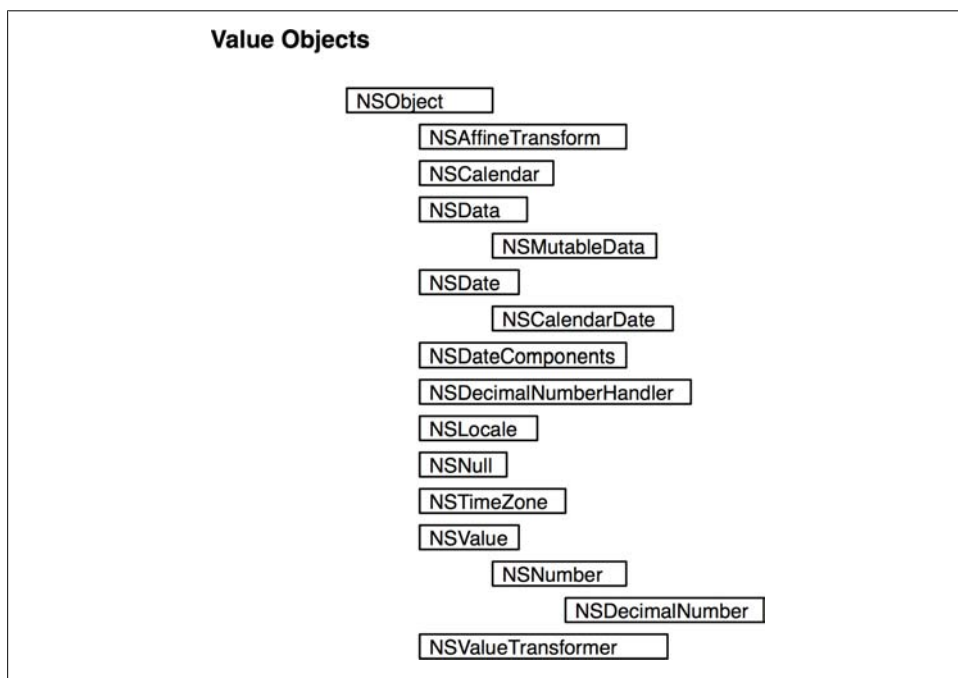 Value Objects
NSObject
NSAffineTransform
NSCalendar
NSData
NSMutableData
NSDate
NSCalendarDate
NSDateComponents
NSDecimalNumberHandler
NSLocale
NSNull
NSTimeZone
NSValue
NSNumber
NSDecimalNumber
NSValueTransformer